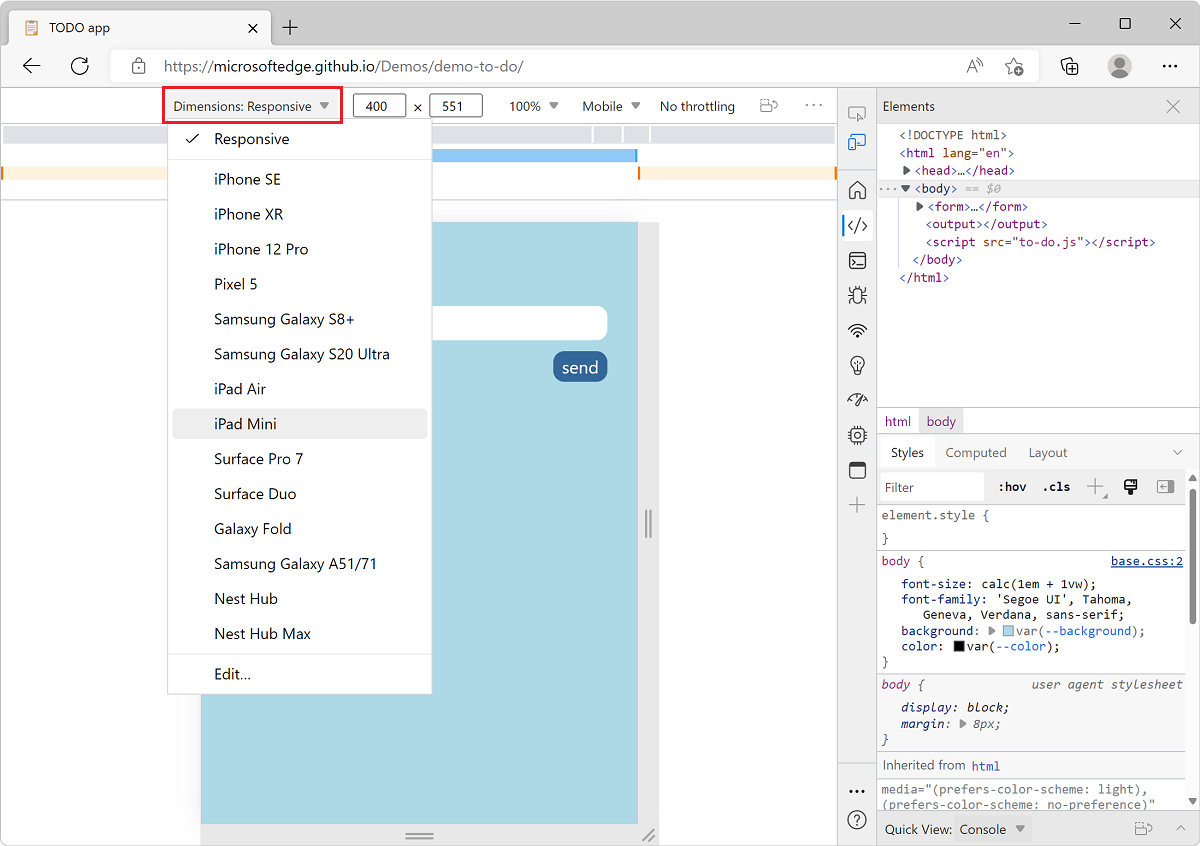 TODO app
https://microsoftedge.github.io/Demos/demo-to-do/
Dimensions: Responsive 400 × 551 100% Mobile No throttling
Responsive
iPhone SE
iPhone XR
iPhone 12 Pro
Pixel 5
Samsung Galaxy S8+
Samsung Galaxy S20 Ultra
iPad Air
iPad Mini
Surface Pro 7
Surface Duo
Galaxy Fold
Samsung Galaxy A51/71
Nest Hub
Nest Hub Max
Edit...
send
Elements
<!DOCTYPE html>
<html lang="en">
<head>…</head>
<body> == $0
<form>…</form>
<output></output>
<script src="to-do.js"></script>
</body>
</html>
html body
Styles Computed Layout
Filter :hov .cls
element.style {
}
body { base.css:2
font-size: calc(1em + 1vw);
font-family: 'Segoe UI', Tahoma,
Geneva, Verdana, sans-serif;
background: var(--background);
color: var(--color);
}
body { user agent stylesheet
display: block;
margin: 8px;
}
Inherited from html
media="(prefers-color-scheme: light),
(prefers-color-scheme: no-preference)"
Quick View: Console